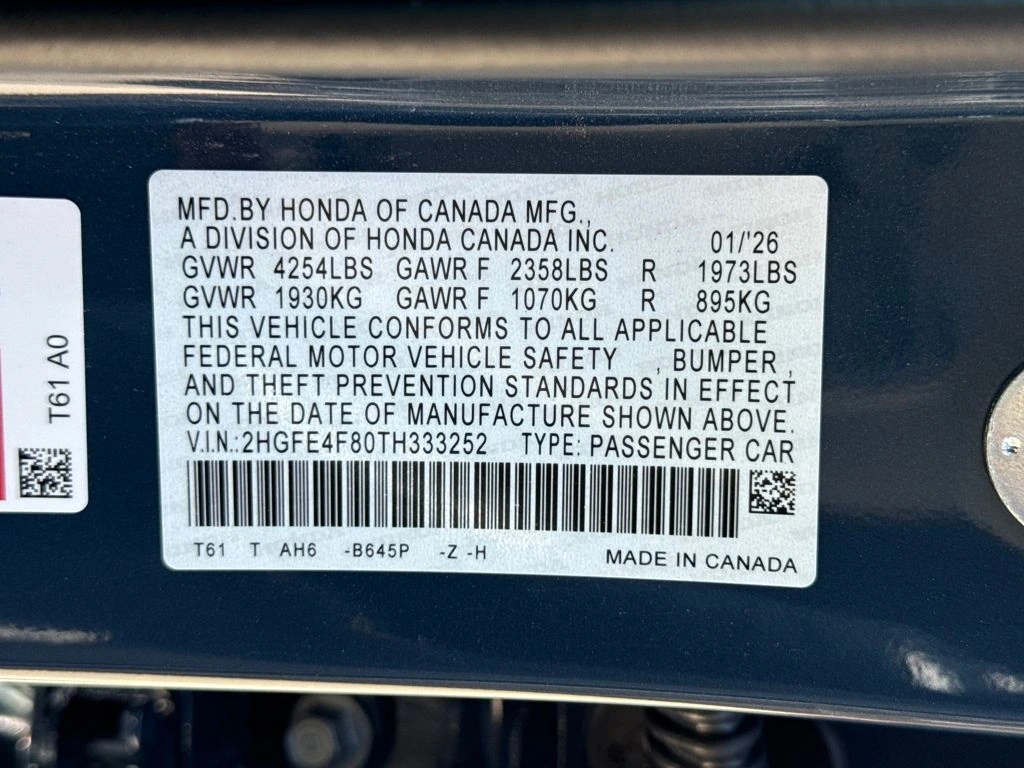 MFD.BY HONDA OF CANADA MFG.,
A DIVISION OF HONDA CANADA INC. 01/'26
GVWR 4254LBS GAWR F 2358LBS R 1973LBS
GVWR 1930KG GAWR F 1070KG R 895KG
THIS VEHICLE CONFORMS TO ALL APPLICABLE
FEDERAL MOTOR VEHICLE SAFETY , BUMPER ,
AND THEFT PREVENTION STANDARDS IN EFFECT
ON THE DATE OF MANUFACTURE SHOWN ABOVE.
V.I.N.:2HGFE4F80TH333252 TYPE: PASSENGER CAR
T61 T AH6 -B645P -Z -H
MADE IN CANADA
T61 A0